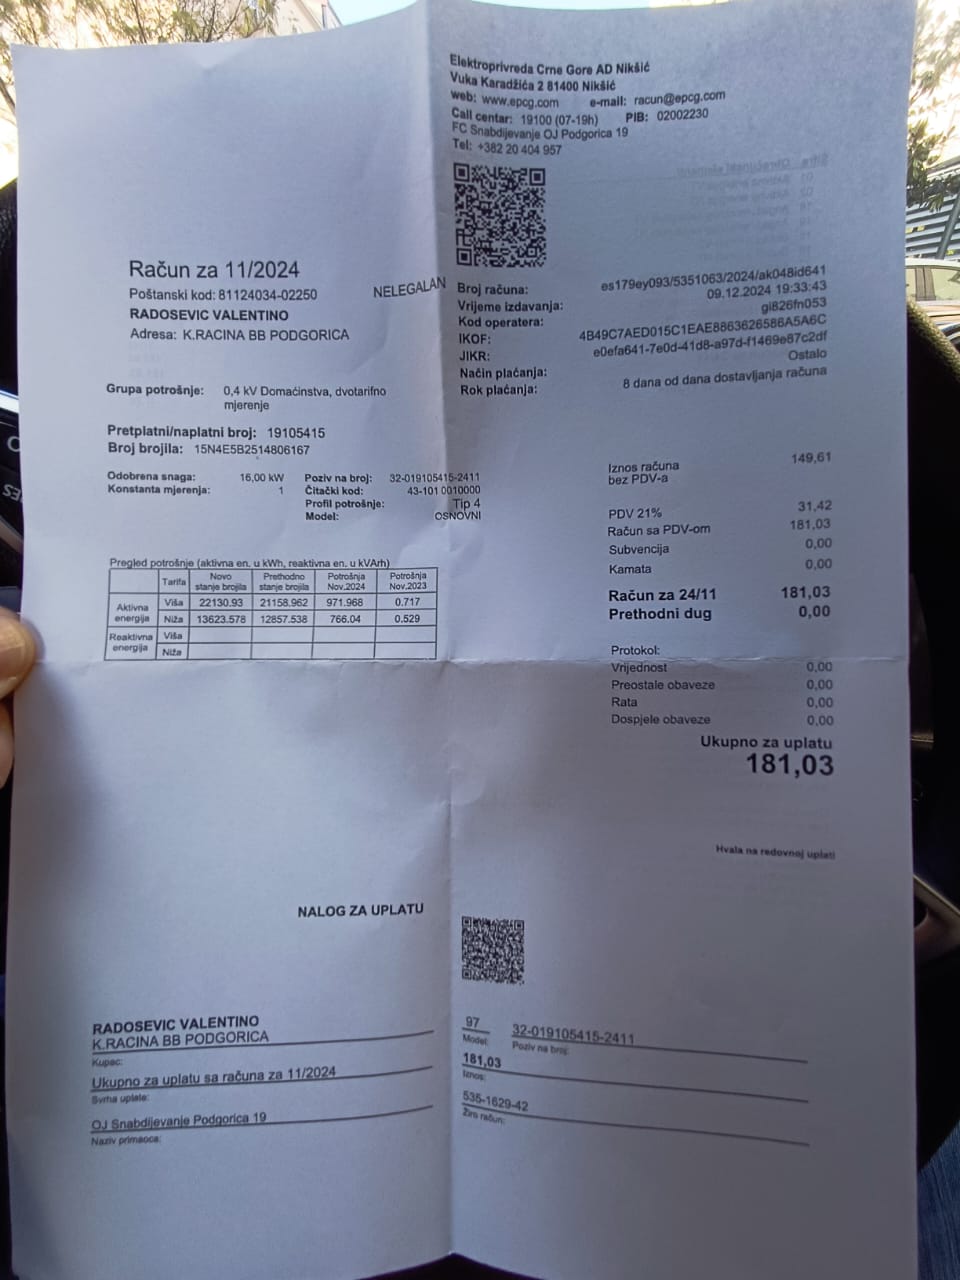 Elektroprivreda Crne Gore AD Nikšić
Vuka Karadžića 2 81400 Nikšić
web: www.epcg.com e-mail: racun@epcg.com
Call centar: 19100 (07-19h) PIB: 02002230
FC Snabdijevanje OJ Podgorica 19
Tel: +382 20 404 957
Račun za 11/2024
Poštanski kod: 81124034-02250
NELEGALAN
RADOSEVIC VALENTINO
Adresa: K.RACINA BB PODGORICA
Broj računa: es179ey093/5351063/2024/ak048id641
Vrijeme izdavanja: 09.12.2024 19:33:43
Kod operatera: gi826fn053
IKOF: 4B49C7AED015C1EAE8863626586A5A6C
JIKR: e0efa641-7e0d-41d8-a97d-f1469e87c2df
Način plaćanja: Ostalo
Rok plaćanja: 8 dana od dana dostavljanja računa
Grupa potrošnje: 0,4 kV Domaćinstva, dvotarifno
mjerenje
Pretplatni/naplatni broj: 19105415
Broj brojila: 15N4E5B2514806167
Odobrena snaga: 16,00 kW Poziv na broj: 32-019105415-2411
Konstanta mjerenja: 1 Čitački kod: 43-101 0010000
Profil potrošnje: Tip 4
Model: OSNOVNI
Iznos računa 149,61
bez PDV-a
PDV 21% 31,42
Račun sa PDV-om 181,03
Subvencija 0,00
Kamata 0,00
Račun za 24/11 181,03
Prethodni dug 0,00
Pregled potrošnje (aktivna en. u kWh, reaktivna en. u kVArh)
Tarifa Novo stanje brojila Prethodno stanje brojila Potrošnja Nov.2024 Potrošnja Nov.2023
Aktivna energija Viša 22130.93 21158.962 971.968 0.717
Niža 13623.578 12857.538 766.04 0.529
Reaktivna energija Viša
Niža
Protokol:
Vrijednost 0,00
Preostale obaveze 0,00
Rata 0,00
Dospjele obaveze 0,00
Ukupno za uplatu
181,03
Hvala na redovnoj uplati
NALOG ZA UPLATU
RADOSEVIC VALENTINO
K.RACINA BB PODGORICA
Kupac:
Ukupno za uplatu sa računa za 11/2024
Svrha uplate:
OJ Snabdijevanje Podgorica 19
Naziv primaoca:
97 32-019105415-2411
Model: Poziv na broj:
181,03
Iznos:
535-1629-42
Žiro račun: